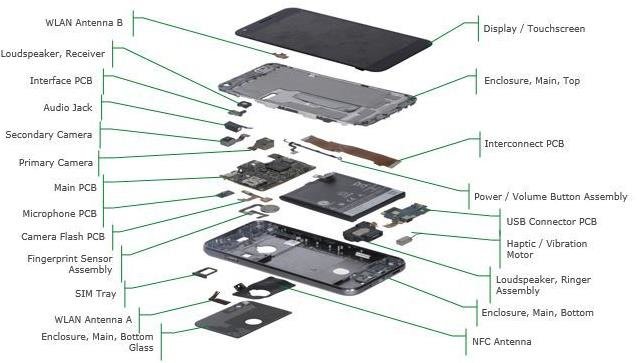 WLAN Antenna B
Loudspeaker, Receiver
Interface PCB
Audio Jack
Secondary Camera
Primary Camera
Main PCB
Microphone PCB
Camera Flash PCB
Fingerprint Sensor
Assembly
SIM Tray
WLAN Antenna A
Enclosure, Main, Bottom
Glass
Display / Touchscreen
Enclosure, Main, Top
Interconnect PCB
Power / Volume Button Assembly
USB Connector PCB
Haptic / Vibration
Motor
Loudspeaker, Ringer
Assembly
Enclosure, Main, Bottom
NFC Antenna